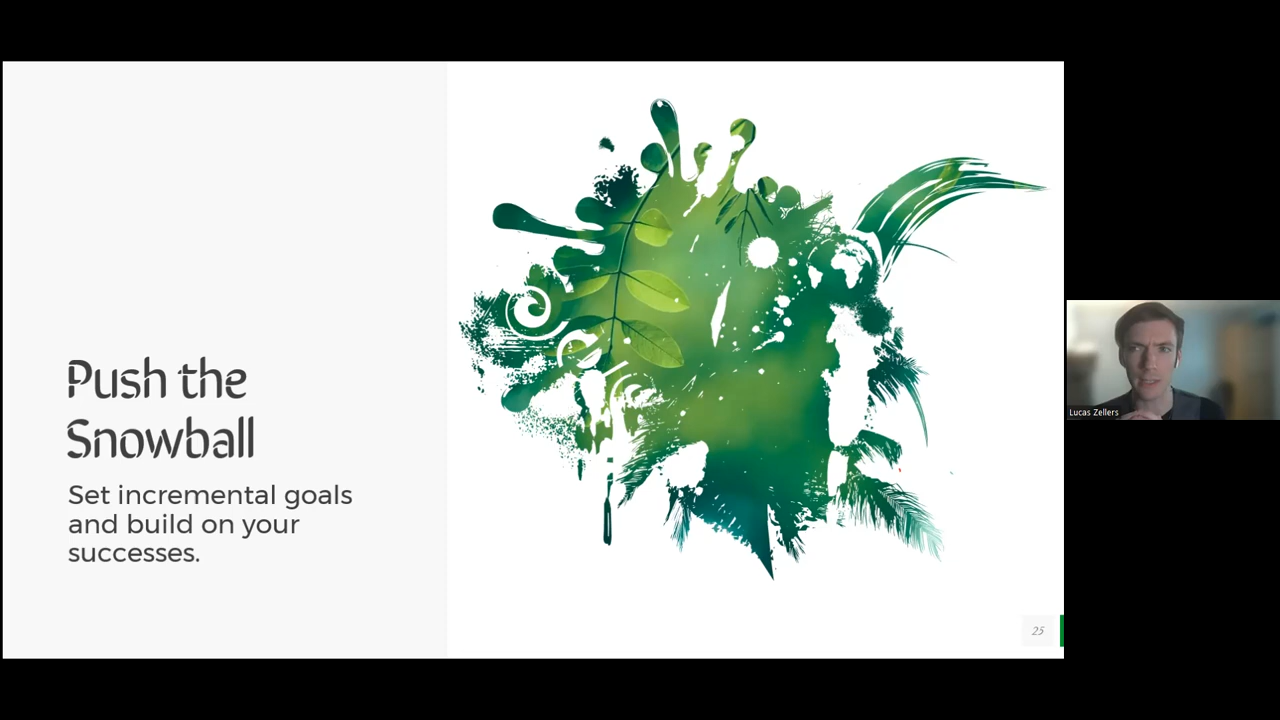 Push the
Snowball
Set incremental goals
and build on your
successes.
25
Lucas Zellers